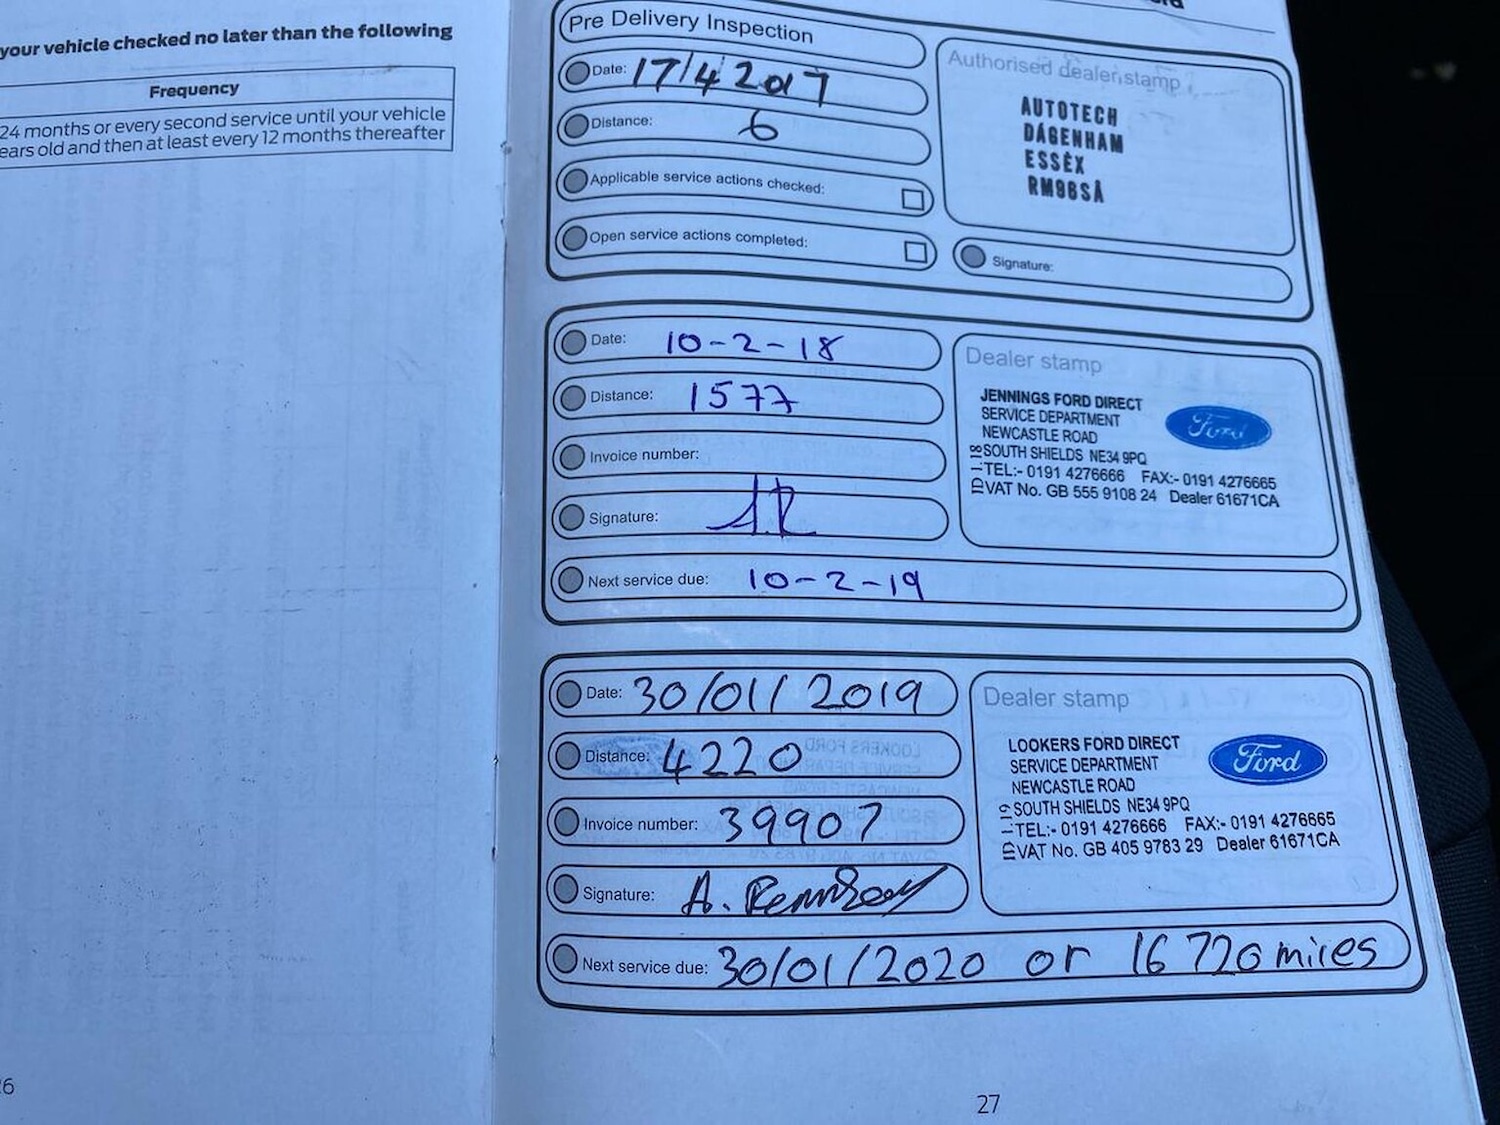 your vehicle checked no later than the following
Frequency
24 months or every second service until your vehicle
ears old and then at least every 12 months thereafter
26
Pre Delivery Inspection
Date: 17/4 2017
Distance: 6
Applicable service actions checked:
Open service actions completed:
Authorised dealer stamp
AUTOTECH
DAGENHAM
ESSEX
RM96SA
Signature:
Date: 10-2-18
Distance: 1577
Invoice number:
Signature:
Next service due: 10-2-19
Dealer stamp
JENNINGS FORD DIRECT
SERVICE DEPARTMENT
NEWCASTLE ROAD
SOUTH SHIELDS NE34 9PQ
TEL:- 0191 4276666 FAX:- 0191 4276665
VAT No. GB 555 9108 24 Dealer 61671CA
ID 1 18
Ford
Date: 30/01/2019
Distance: 4220
Invoice number: 39907
Signature: A.
Next service due: 30/01/2020 or 16720 miles
Dealer stamp
LOOKERS FORD DIRECT
SERVICE DEPARTMENT
NEWCASTLE ROAD
SOUTH SHIELDS NE34 9PQ
TEL:- 0191 4276666 FAX:- 0191 4276665
VAT No. GB 405 9783 29 Dealer 61671CA
ID 1 19
Ford
27